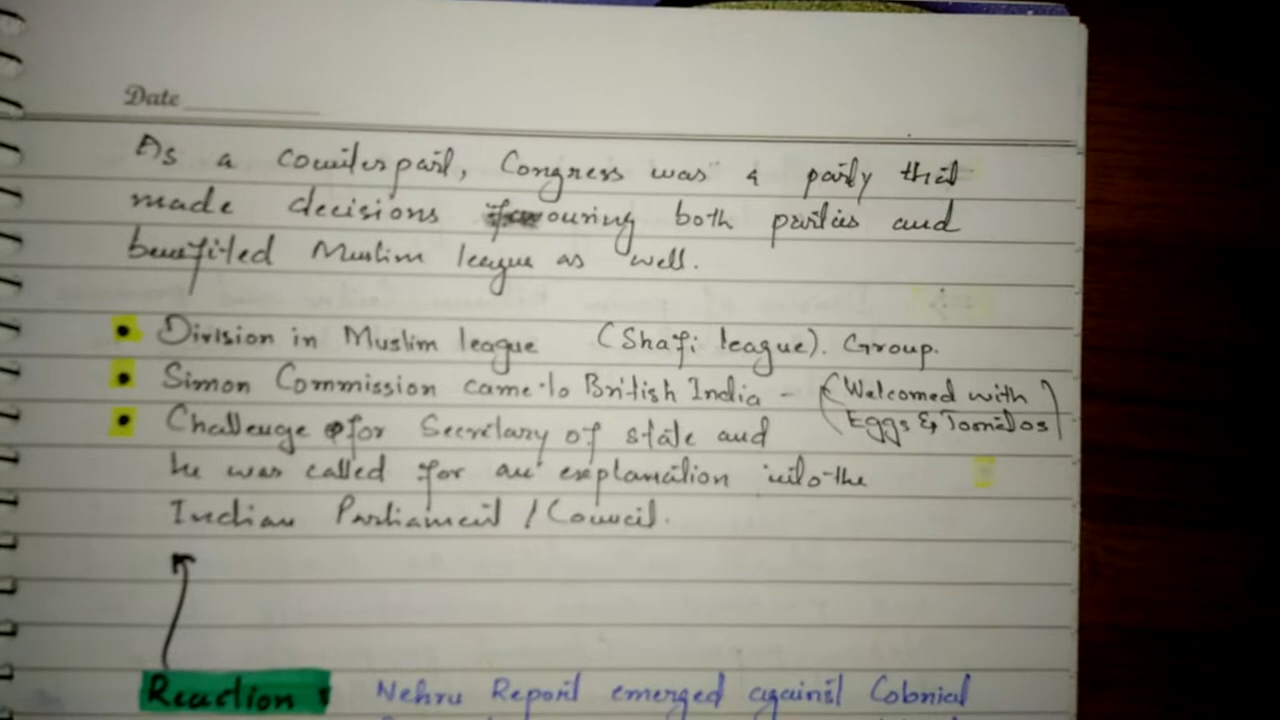 Date
As a counterpart, Congress was a party that
made decisions favouring both parties and
benefited Muslim league as well.
• Division in Muslim league (Shafi league). Group.
• Simon Commission came to British India - (Welcomed with
Eggs & Tomatos)
• Challenge for Secretary of state and
he was called for an explanation into the
Indian Parliament / Council.
Reaction : Nehru Report emerged against Colonial